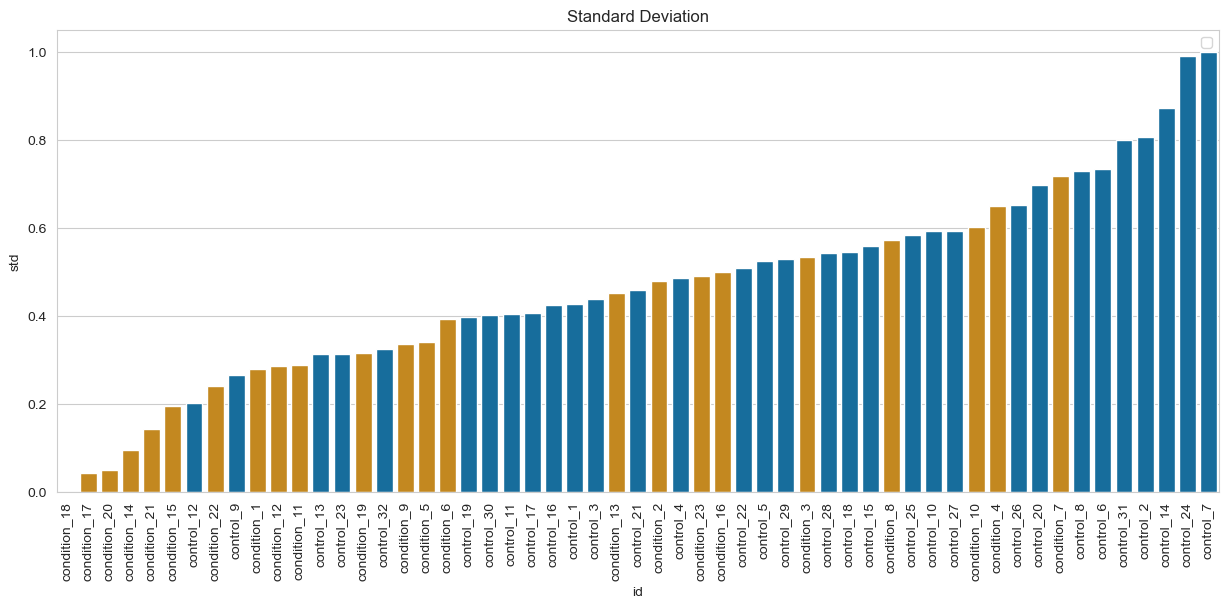 Standard Deviation
1.0
0.8
0.6
0.4
0.2
0.0
std
condition_18
condition_17
condition_20
condition_14
condition_21
condition_15
control_12
condition_22
control_9
condition_1
condition_12
condition_11
control_13
control_23
condition_19
control_32
condition_9
condition_5
condition_6
control_19
control_30
control_11
control_17
control_16
control_1
control_3
condition_13
control_21
condition_2
control_4
condition_23
condition_16
control_22
control_5
control_29
condition_3
control_28
control_18
control_15
condition_8
control_25
control_10
control_27
condition_10
condition_4
control_26
control_20
condition_7
control_8
control_6
control_31
control_2
control_14
control_24
control_7
id